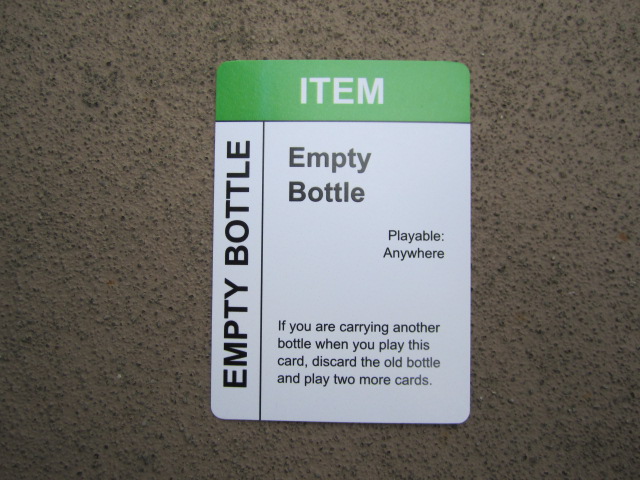 ITEM
EMPTY BOTTLE
Empty
Bottle
Playable:
Anywhere
If you are carrying another
bottle when you play this
card, discard the old bottle
and play two more cards.